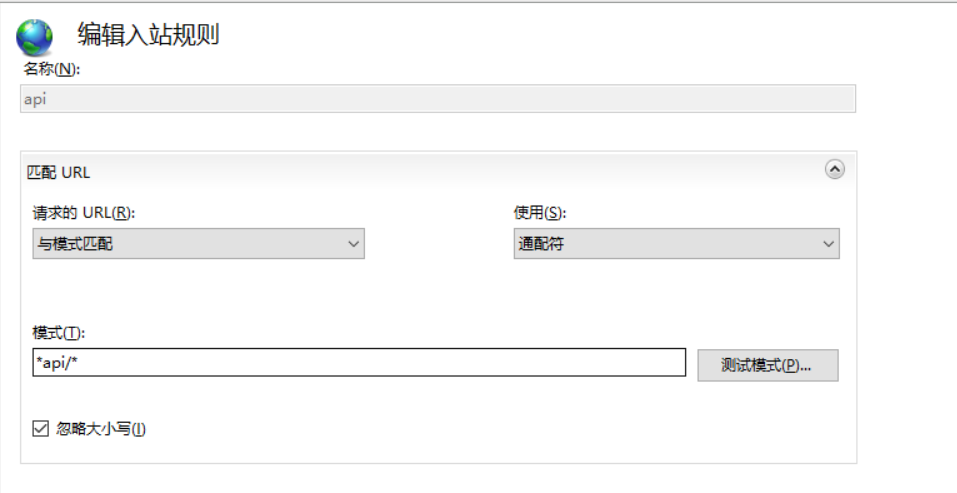 编辑入站规则
名称(N):
api
匹配 URL
请求的 URL(R):
使用(S):
与模式匹配
通配符
模式(T):
*api/*
测试模式(P)...
忽略大小写(I)